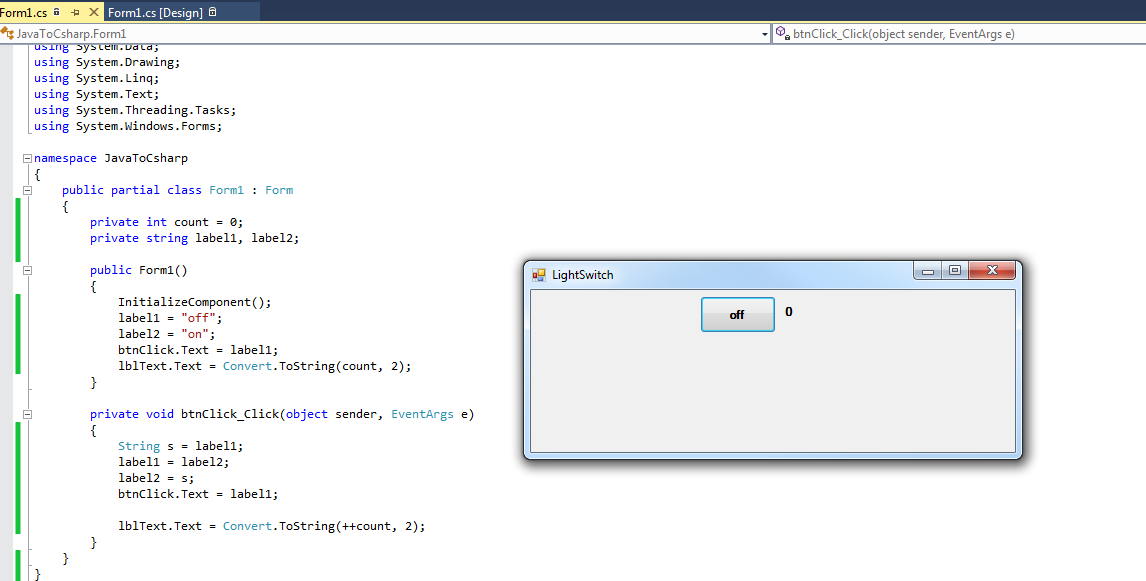 Form1.cs
Form1.cs [Design]
JavaToCsharp.Form1
btnClick_Click(object sender, EventArgs e)
using System.Data;
using System.Drawing;
using System.Linq;
using System.Text;
using System.Threading.Tasks;
using System.Windows.Forms;
namespace JavaToCsharp
{
public partial class Form1 : Form
{
private int count = 0;
private string label1, label2;
public Form1()
{
InitializeComponent();
label1 = "off";
label2 = "on";
btnClick.Text = label1;
lblText.Text = Convert.ToString(count, 2);
}
private void btnClick_Click(object sender, EventArgs e)
{
String s = label1;
label1 = label2;
label2 = s;
btnClick.Text = label1;
lblText.Text = Convert.ToString(++count, 2);
}
}
}
LightSwitch
off
0